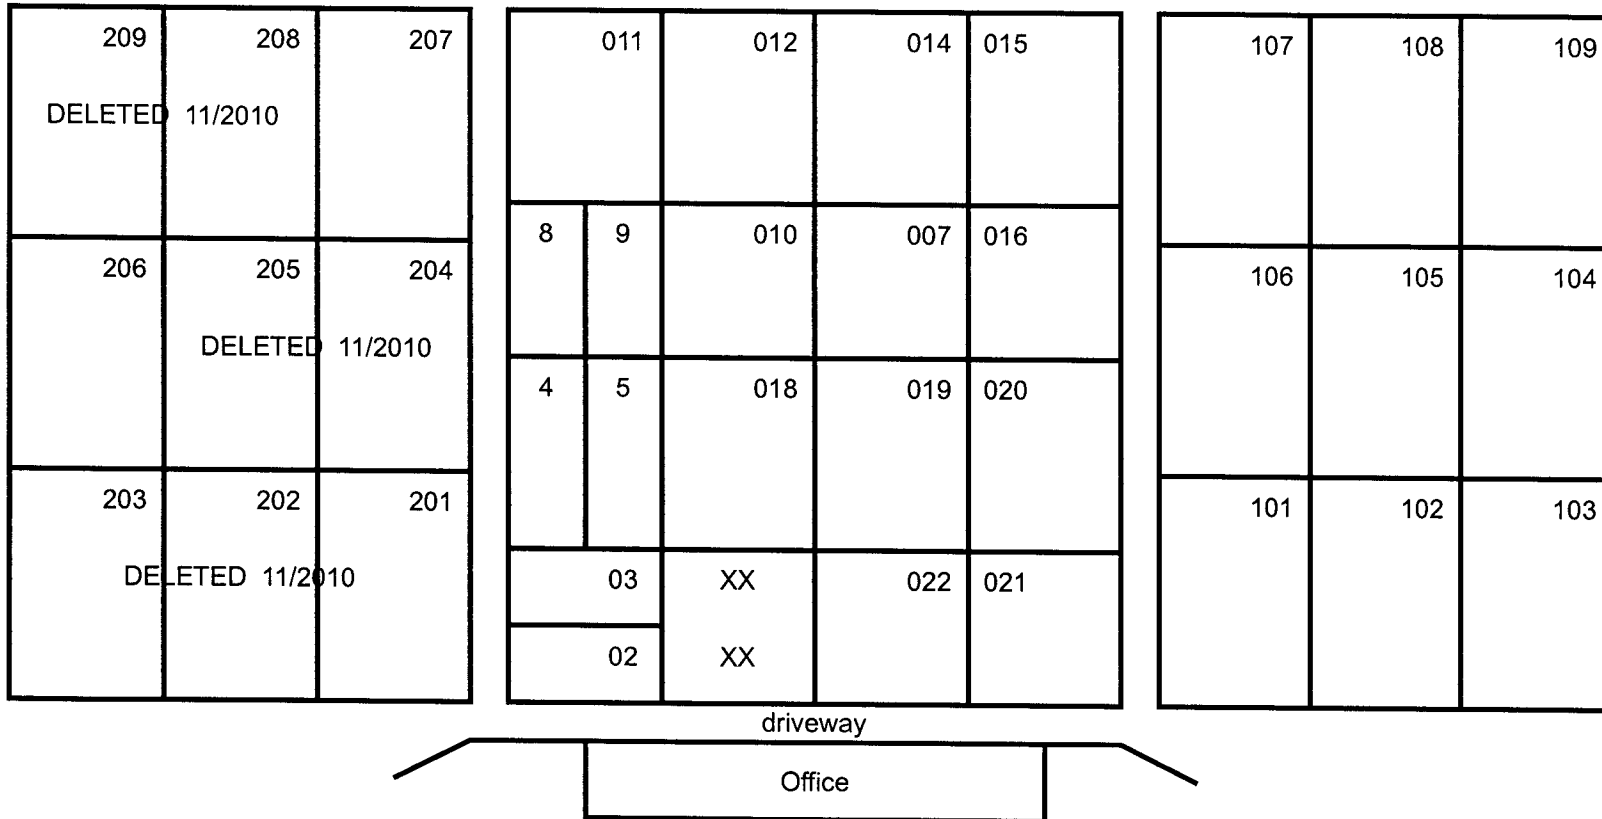 209 208 207
DELETED 11/2010
206 205 204
DELETED 11/2010
203 202 201
DELETED 11/2010
011 012 014 015
8 9 010 007 016
4 5 018 019 020
03 XX 022 021
02 XX
107 108 109
106 105 104
101 102 103
driveway
Office